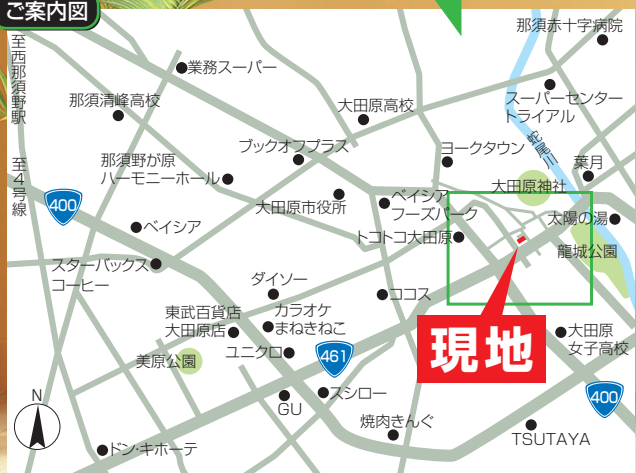 ご案内図
至西那須野駅
至4号線
那須赤十字病院
業務スーパー
那須清峰高校
大田原高校
スーパーセンター
トライアル
蛇尾川
ブックオフプラス
ヨークタウン
葉月
那須野が原
ハーモニーホール
大田原神社
大田原市役所
ベイシア
フーズパーク
400
太陽の湯
ベイシア
トコトコ大田原
龍城公園
スターバックス
コーヒー
ダイソー
ココス
東武百貨店
大田原店
カラオケ
まねきねこ
現地
大田原
女子高校
美原公園
ユニクロ
461
スシロー
400
GU
焼肉きんぐ
TSUTAYA
N
ドン・キホーテ